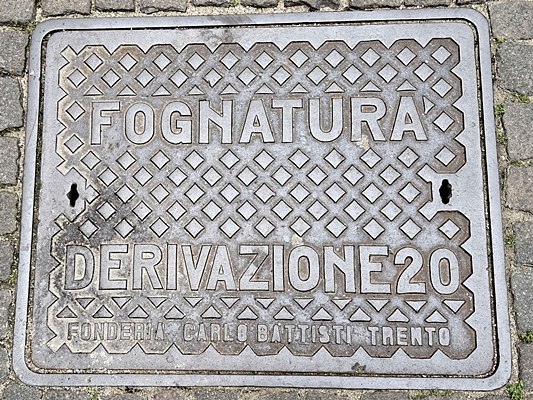 FOGNATURA
DERIVAZIONE 20
FONDERIA CARLO BATTISTI TRENTO